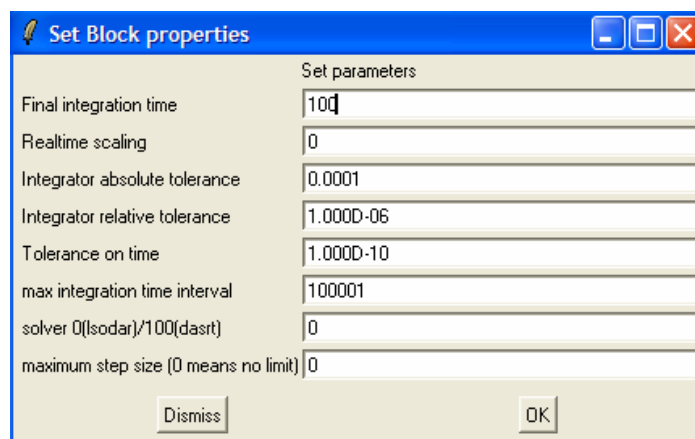 Set Block properties
Set parameters
Final integration time 100
Realtime scaling 0
Integrator absolute tolerance 0.0001
Integrator relative tolerance 1.000D-06
Tolerance on time 1.000D-10
max integration time interval 100001
solver 0(lsodar)/100(dasrt) 0
maximum step size (0 means no limit) 0
Dismiss OK